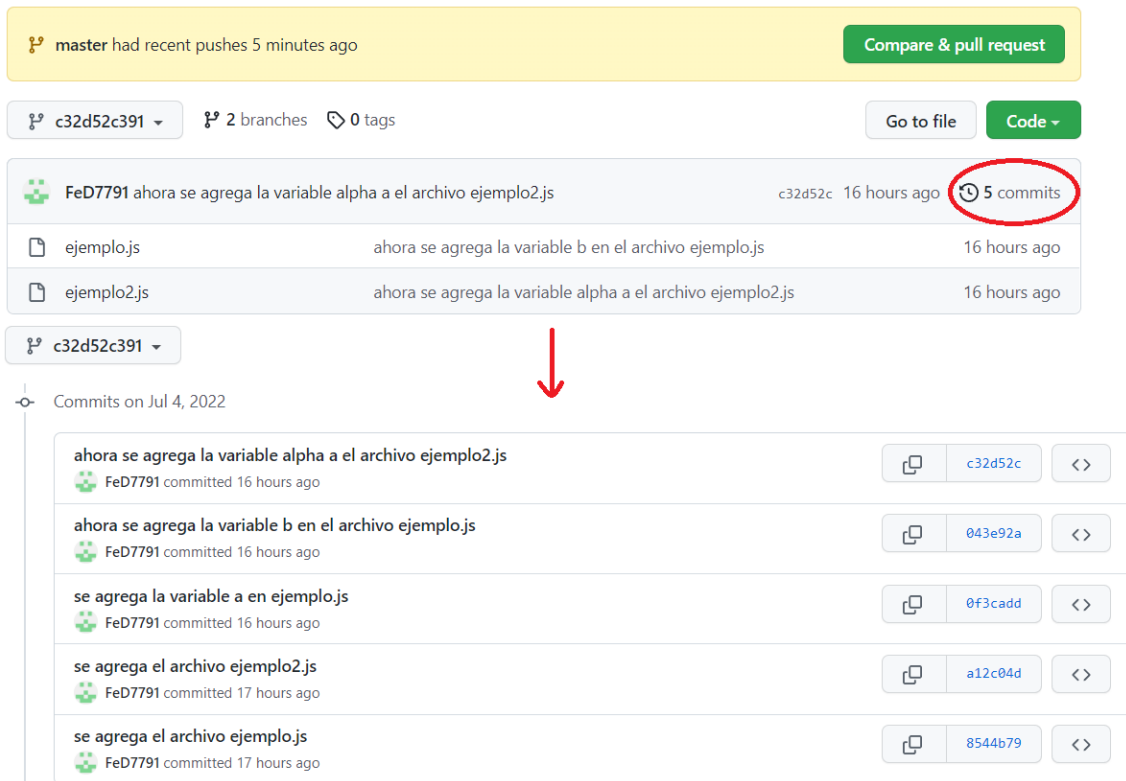 master had recent pushes 5 minutes ago Compare & pull request
c32d52c391 2 branches 0 tags Go to file Code
FeD7791 ahora se agrega la variable alpha a el archivo ejemplo2.js c32d52c 16 hours ago 5 commits
ejemplo.js ahora se agrega la variable b en el archivo ejemplo.js 16 hours ago
ejemplo2.js ahora se agrega la variable alpha a el archivo ejemplo2.js 16 hours ago
c32d52c391
Commits on Jul 4, 2022
ahora se agrega la variable alpha a el archivo ejemplo2.js c32d52c <>
FeD7791 committed 16 hours ago
ahora se agrega la variable b en el archivo ejemplo.js 043e92a <>
FeD7791 committed 16 hours ago
se agrega la variable a en ejemplo.js 0f3cadd <>
FeD7791 committed 16 hours ago
se agrega el archivo ejemplo2.js a12c04d <>
FeD7791 committed 17 hours ago
se agrega el archivo ejemplo.js 8544b79 <>
FeD7791 committed 17 hours ago